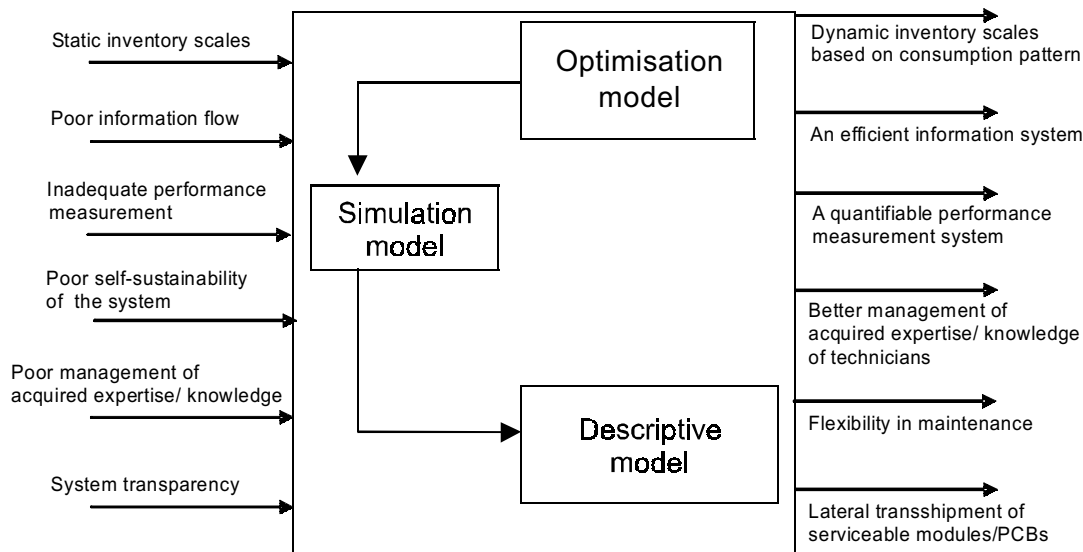 Static inventory scales
Poor information flow
Inadequate performance
measurement
Poor self-sustainability
of the system
Poor management of
acquired expertise/ knowledge
System transparency
Optimisation
model
Simulation
model
Descriptive
model
Dynamic inventory scales
based on consumption pattern
An efficient information system
A quantifiable performance
measurement system
Better management of
acquired expertise/ knowledge
of technicians
Flexibility in maintenance
Lateral transshipment of
serviceable modules/PCBs